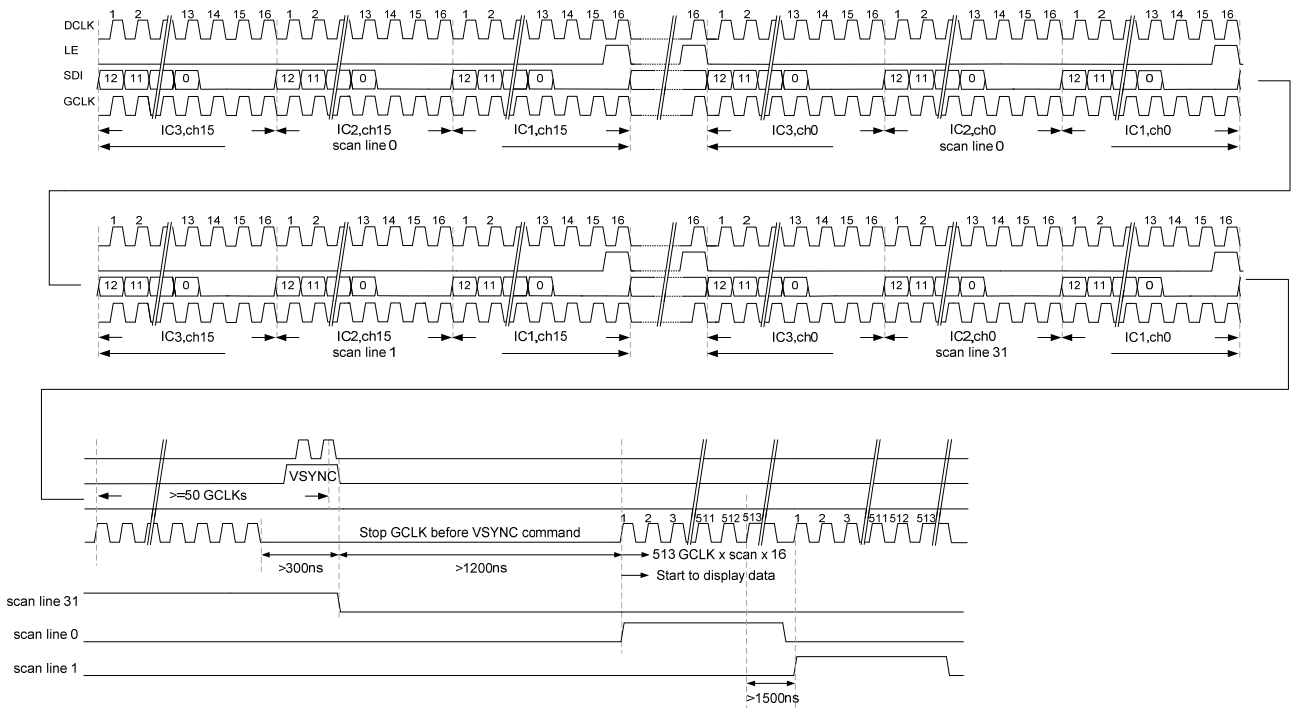 1 2 13 14 15 16 1 2 13 14 15 16 1 2 13 14 15 16 16 1 2 13 14 15 16 1 2 13 14 15 16 1 2 13 14 15 16
DCLK
LE
SDI 12 11 0 12 11 0 12 11 0 12 11 0 12 11 0 12 11 0
GCLK
IC3,ch15 IC2,ch15 IC1,ch15 IC3,ch0 IC2,ch0 IC1,ch0
scan line 0 scan line 0
1 2 13 14 15 16 1 2 13 14 15 16 1 2 13 14 15 16 16 1 2 13 14 15 16 1 2 13 14 15 16 1 2 13 14 15 16
12 11 0 12 11 0 12 11 0 12 11 0 12 11 0 12 11 0
IC3,ch15 IC2,ch15 IC1,ch15 IC3,ch0 IC2,ch0 IC1,ch0
scan line 1 scan line 31
VSYNC
>=50 GCLKs
1 2 3 511 512 513 1 2 3 511 512 513
Stop GCLK before VSYNC command
513 GCLK x scan x 16
>300ns >1200ns
Start to display data
scan line 31
scan line 0
scan line 1
>1500ns